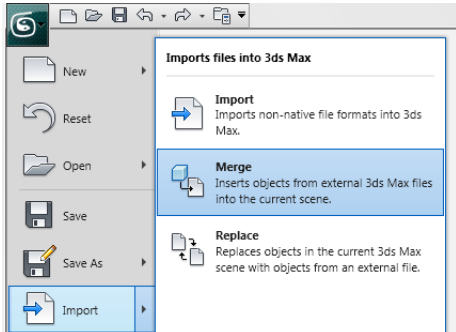 Imports files into 3ds Max
New
Import
Imports non-native file formats into 3ds
Max.
Reset
Open
Merge
Inserts objects from external 3ds Max files
into the current scene.
Save
Replace
Replaces objects in the current 3ds Max
scene with objects from an external file.
Save As
Import